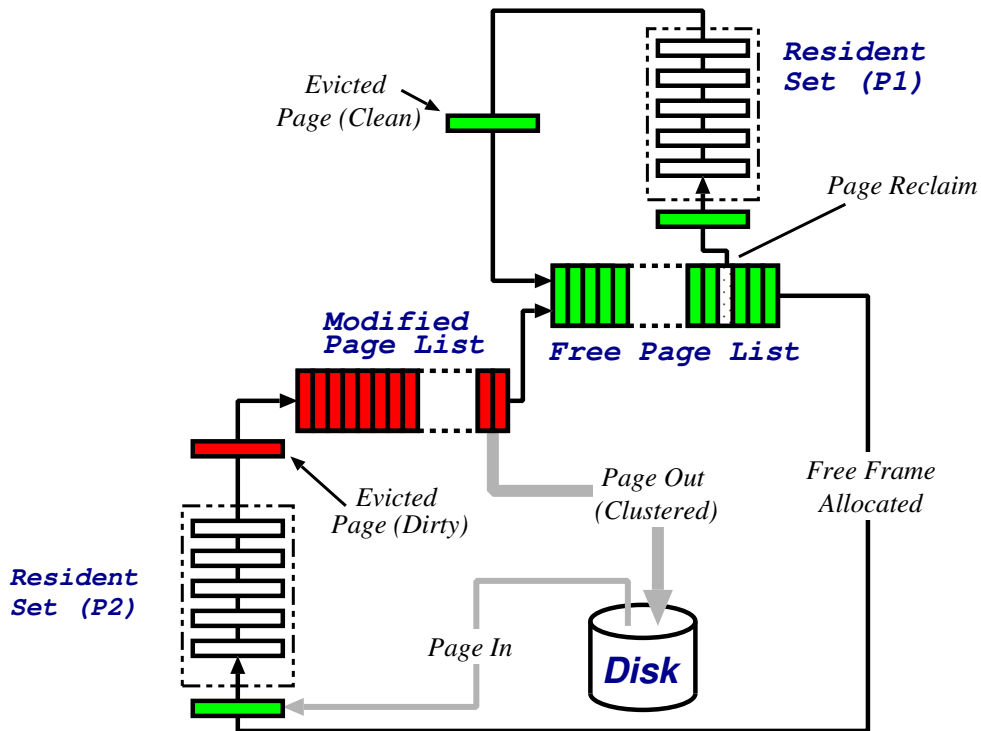 Resident
Set (P1)
Evicted
Page (Clean)
Page Reclaim
Modified
Page List
Free Page List
Evicted
Page (Dirty)
Page Out
(Clustered)
Free Frame
Allocated
Resident
Set (P2)
Page In
Disk